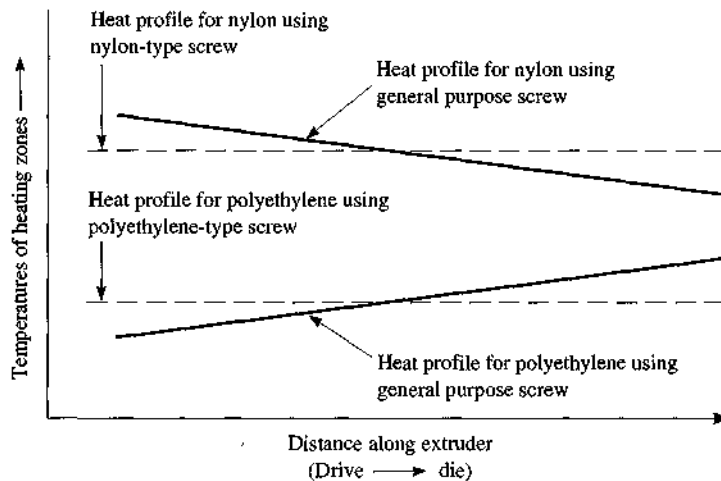 Heat profile for nylon using
nylon-type screw
Heat profile for nylon using
general purpose screw
Heat profile for polyethylene using
polyethylene-type screw
Heat profile for polyethylene using
general purpose screw
Temperatures of heating zones
Distance along extruder
(Drive die)